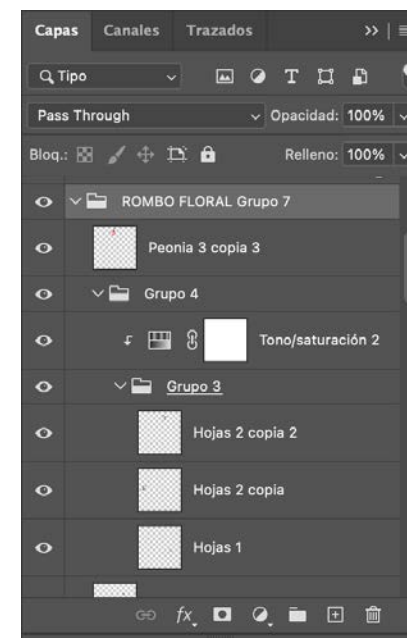 Capas Canales Trazados
Tipo
Pass Through Opacidad: 100%
Bloq.: Relleno: 100%
ROMBO FLORAL Grupo 7
Peonia 3 copia 3
Grupo 4
Tono/saturación 2
Grupo 3
Hojas 2 copia 2
Hojas 2 copia
Hojas 1
fx